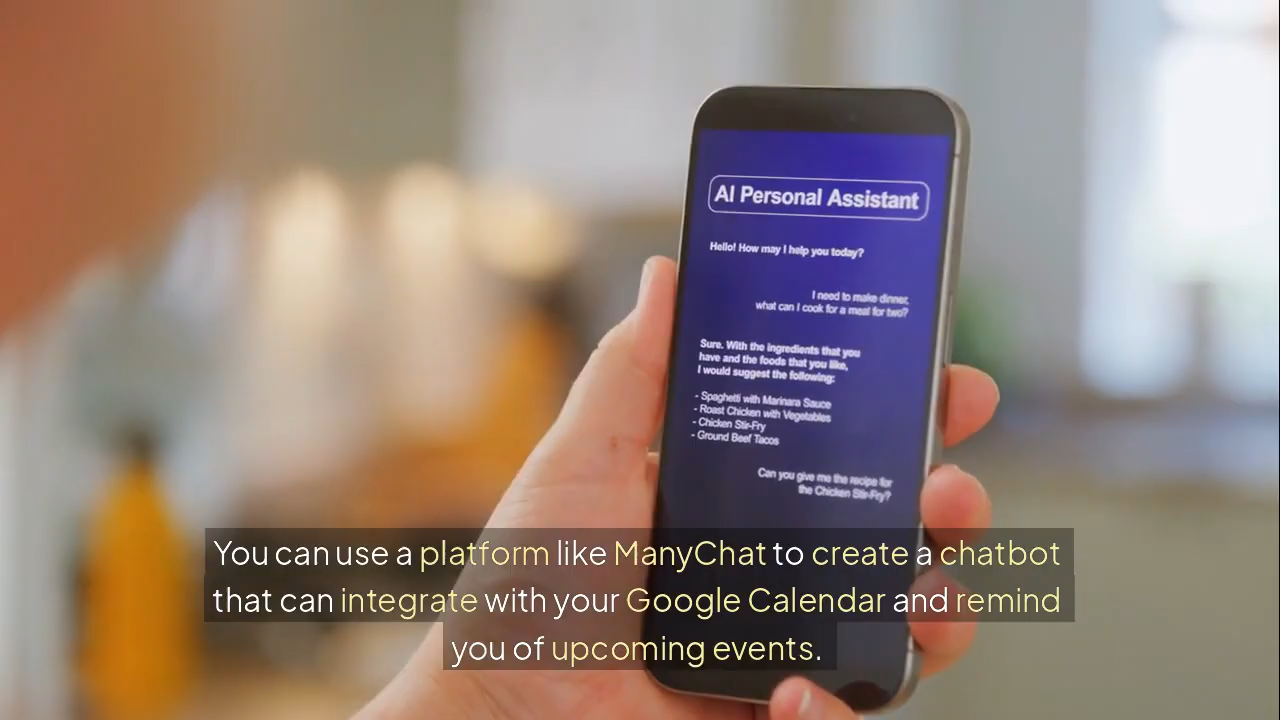 AI Personal Assistant
Hello! How may I help you today?
I need to make dinner,
what can I cook for a meal for two?
Sure. With the ingredients that you
have and the foods that you like,
I would suggest the following:
- Spaghetti with Marinara Sauce
- Roast Chicken with Vegetables
- Chicken Stir-Fry
- Ground Beef Tacos
Can you give me the recipe for
the Chicken Stir-Fry?
You can use a platform like ManyChat to create a chatbot
that can integrate with your Google Calendar and remind
you of upcoming events.